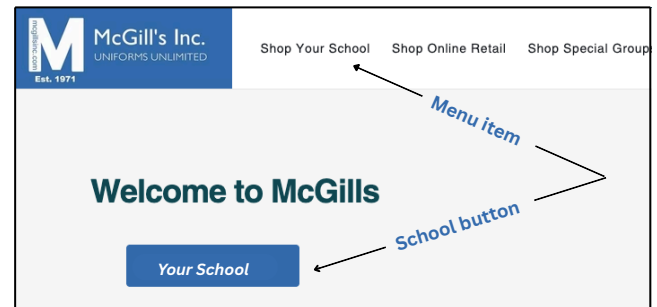 mcgillsinc.com
M
Est. 1971
McGill's Inc.
UNIFORMS UNLIMITED
Shop Your School Shop Online Retail Shop Special Groups
Menu item
Welcome to McGills
School button
Your School